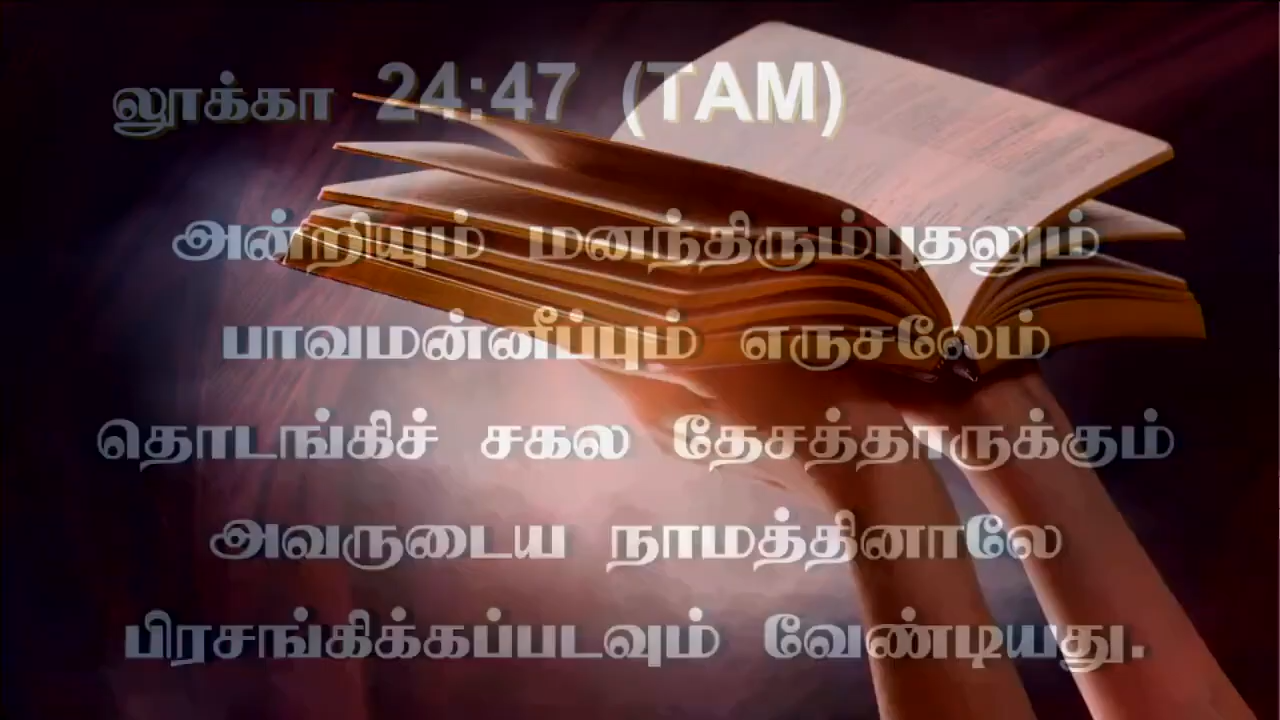 லூக்கா 24:47 (TAM)
அன்றியும் மனந்திரும்புதலும்
பாவமன்னிப்பும் எருசலேம்
தொடங்கிச் சகல தேசத்தாருக்கும்
அவருடைய நாமத்தினாலே
பிரசங்கிக்கப்படவும் வேண்டியது.